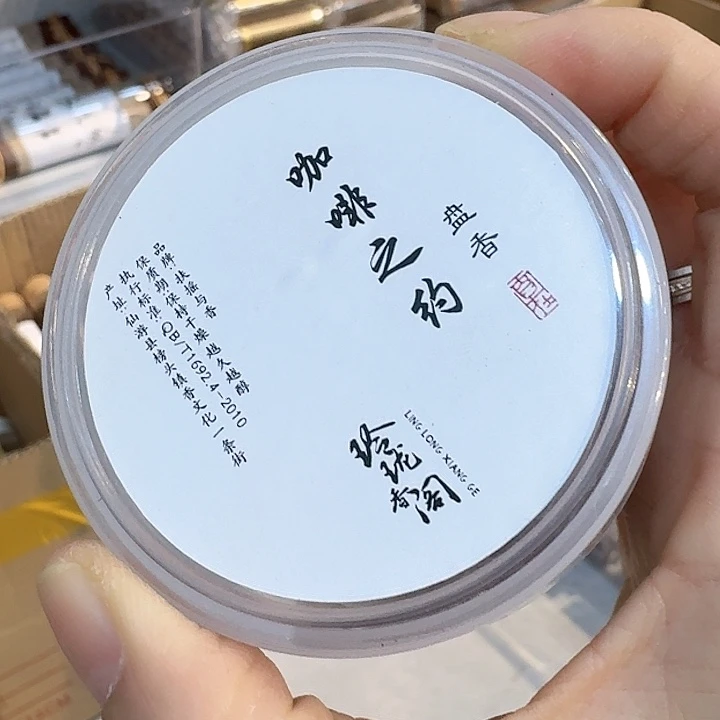 咖啡之约
盘香
玲珑香阁
LING LONG XIANG GE
品牌:扶摇与香
保质期:保持干燥 越久越醇
执行标准:QB/T1692.4-2010
产址:仙游县榜头镇香文化一条街